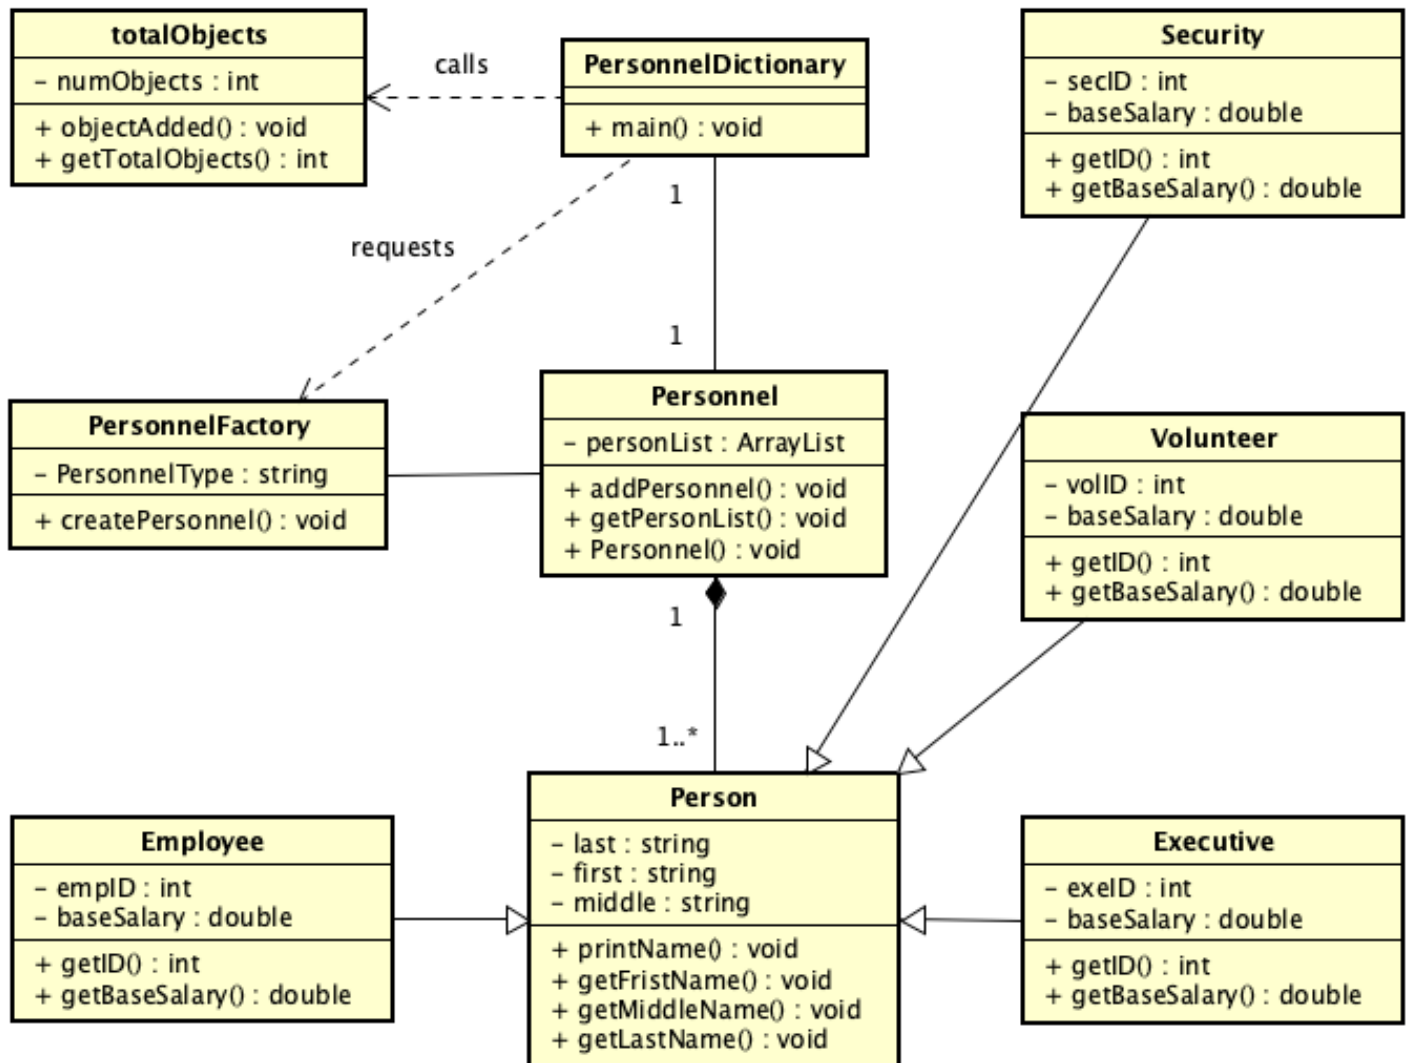 totalObjects
– numObjects : int
+ objectAdded() : void
+ getTotalObjects() : int
calls
PersonnelDictionary
+ main() : void
Security
– secID : int
– baseSalary : double
+ getID() : int
+ getBaseSalary() : double
1
requests
1
PersonnelFactory
– PersonnelType : string
+ createPersonnel() : void
Personnel
– personList : ArrayList
+ addPersonnel() : void
+ getPersonList() : void
+ Personnel() : void
Volunteer
– volID : int
– baseSalary : double
+ getID() : int
+ getBaseSalary() : double
1
1..*
Employee
– empID : int
– baseSalary : double
+ getID() : int
+ getBaseSalary() : double
Person
– last : string
– first : string
– middle : string
+ printName() : void
+ getFristName() : void
+ getMiddleName() : void
+ getLastName() : void
Executive
– exeID : int
– baseSalary : double
+ getID() : int
+ getBaseSalary() : double